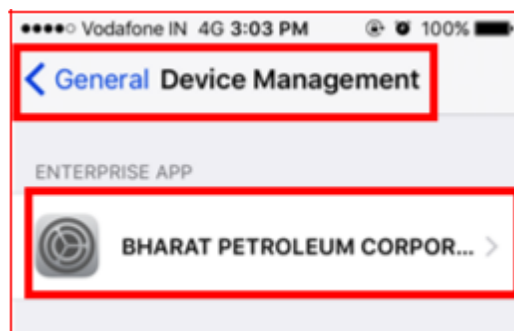 Vodafone IN 4G 3:03 PM 100%
General Device Management
ENTERPRISE APP
BHARAT PETROLEUM CORPOR...